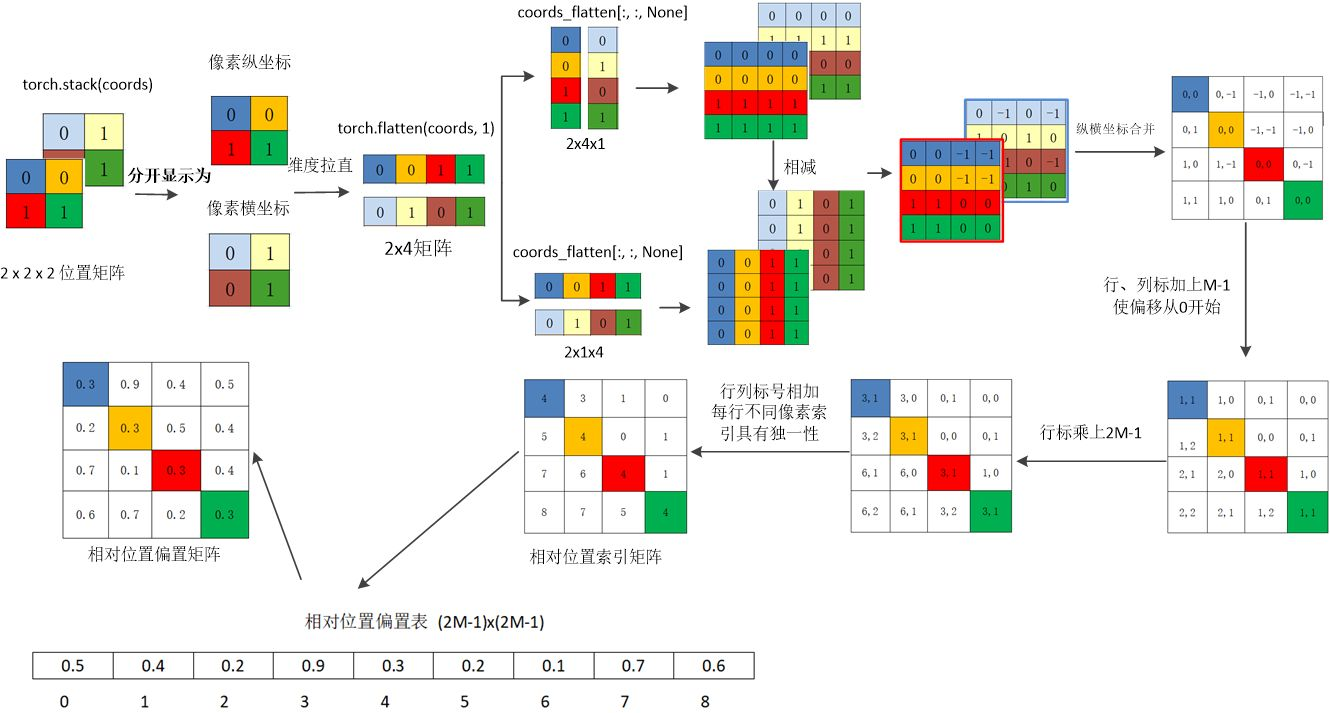 torch.stack(coords)
0 1
1
0 0
1 1
2 x 2 x 2 位置矩阵
分开显示为
像素纵坐标
0 0
1 1
像素横坐标
0 1
0 1
维度拉直
torch.flatten(coords, 1)
0 0 1 1
0 1 0 1
2x4矩阵
coords_flatten[:, :, None]
0 0
0 1
1 0
1 1
2x4x1
coords_flatten[:, :, None]
0 0 1 1
0 1 0 1
2x1x4
0 0 0 0
1 1 1 1
0 0
1 1
0 0 0 0
0 0 0 0
1 1 1 1
1 1 1 1
相减
0 1 0 1
0 1 0 1
0 1
0 1
0 0 1 1
0 0 1 1
0 0 1 1
0 0 1 1
0 -1 0 -1
1 0 1 0
0 -1
1 0
0 0 -1 -1
0 0 -1 -1
1 1 0 0
1 1 0 0
纵横坐标合并
0,0 0,-1 -1,0 -1,-1
0,1 0,0 -1,-1 -1,0
1,0 1,-1 0,0 0,-1
1,1 1,0 0,1 0,0
行、列标加上M-1
使偏移从0开始
1,1 1,0 0,1 0,0
1,2 1,1 0,0 0,1
2,1 2,0 1,1 1,0
2,2 2,1 1,2 1,1
行标乘上2M-1
3,1 3,0 0,1 0,0
3,2 3,1 0,0 0,1
6,1 6,0 3,1 1,0
6,2 6,1 3,2 3,1
行列标号相加
每行不同像素索
引具有独一性
4 3 1 0
5 4 0 1
7 6 4 1
8 7 5 4
相对位置索引矩阵
0.3 0.9 0.4 0.5
0.2 0.3 0.5 0.4
0.7 0.1 0.3 0.4
0.6 0.7 0.2 0.3
相对位置偏置矩阵
相对位置偏置表 (2M-1)x(2M-1)
0.5 0.4 0.2 0.9 0.3 0.2 0.1 0.7 0.6
0 1 2 3 4 5 6 7 8